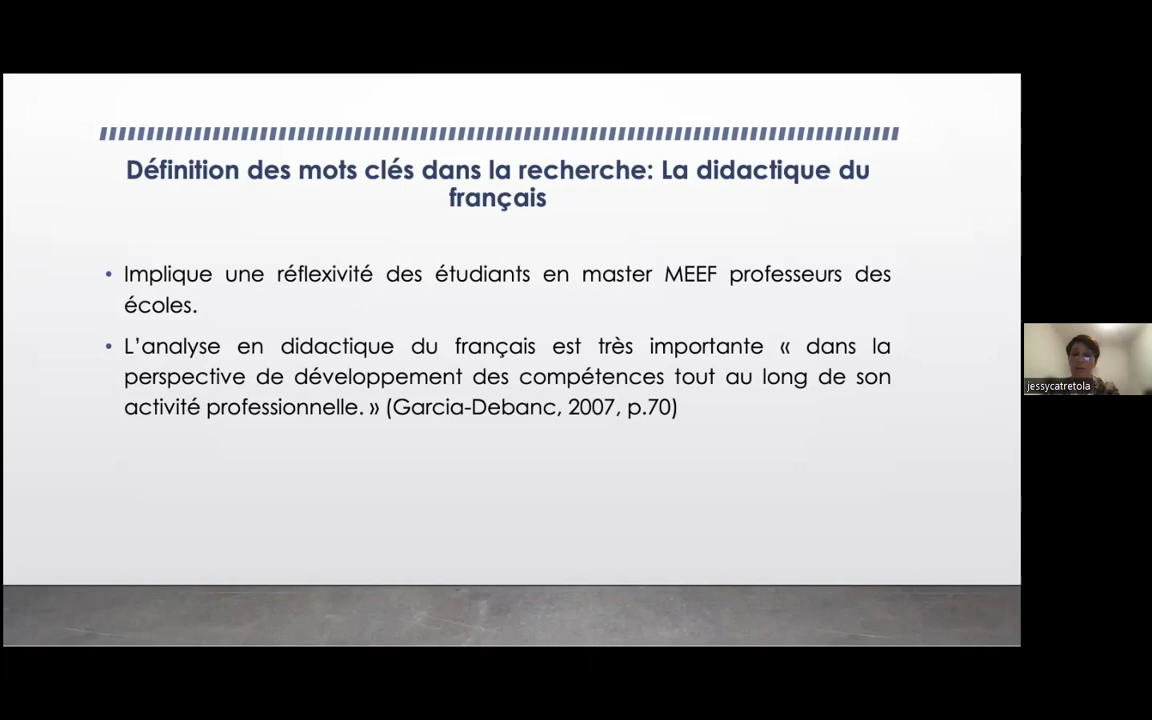 Définition des mots clés dans la recherche: La didactique du
français
• Implique une réflexivité des étudiants en master MEEF professeurs des
écoles.
• L’analyse en didactique du français est très importante « dans la
perspective de développement des compétences tout au long de son
activité professionnelle. » (Garcia-Debanc, 2007, p.70)
jessycatretola